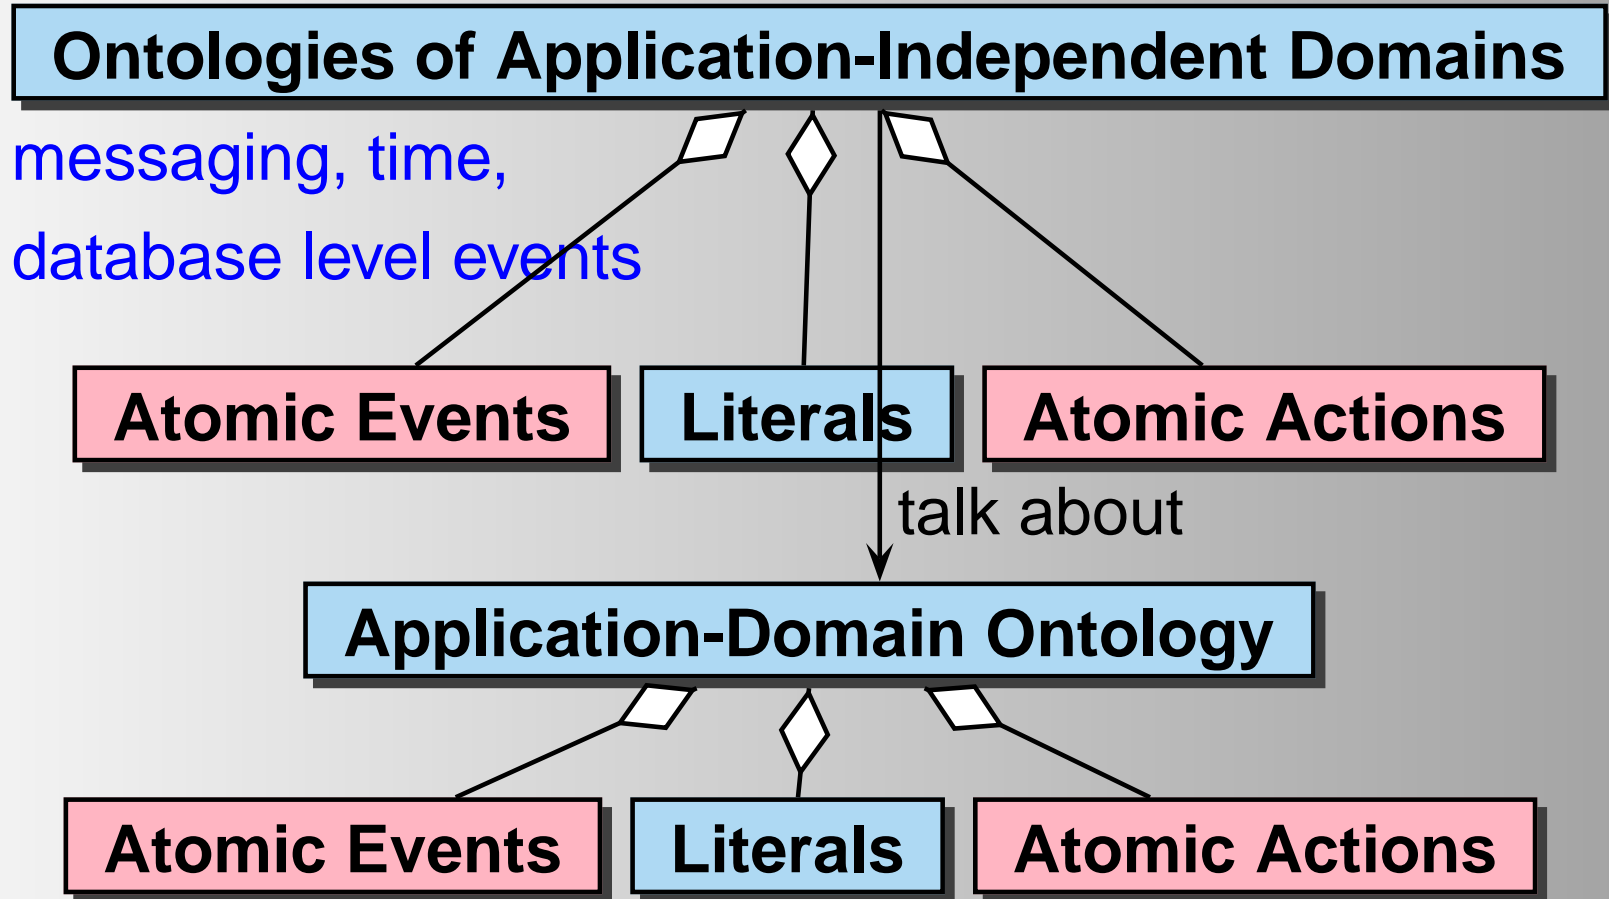 Ontologies of Application-Independent Domains
messaging, time,
database level events
Atomic Events
Literals
Atomic Actions
talk about
Application-Domain Ontology
Atomic Events
Literals
Atomic Actions